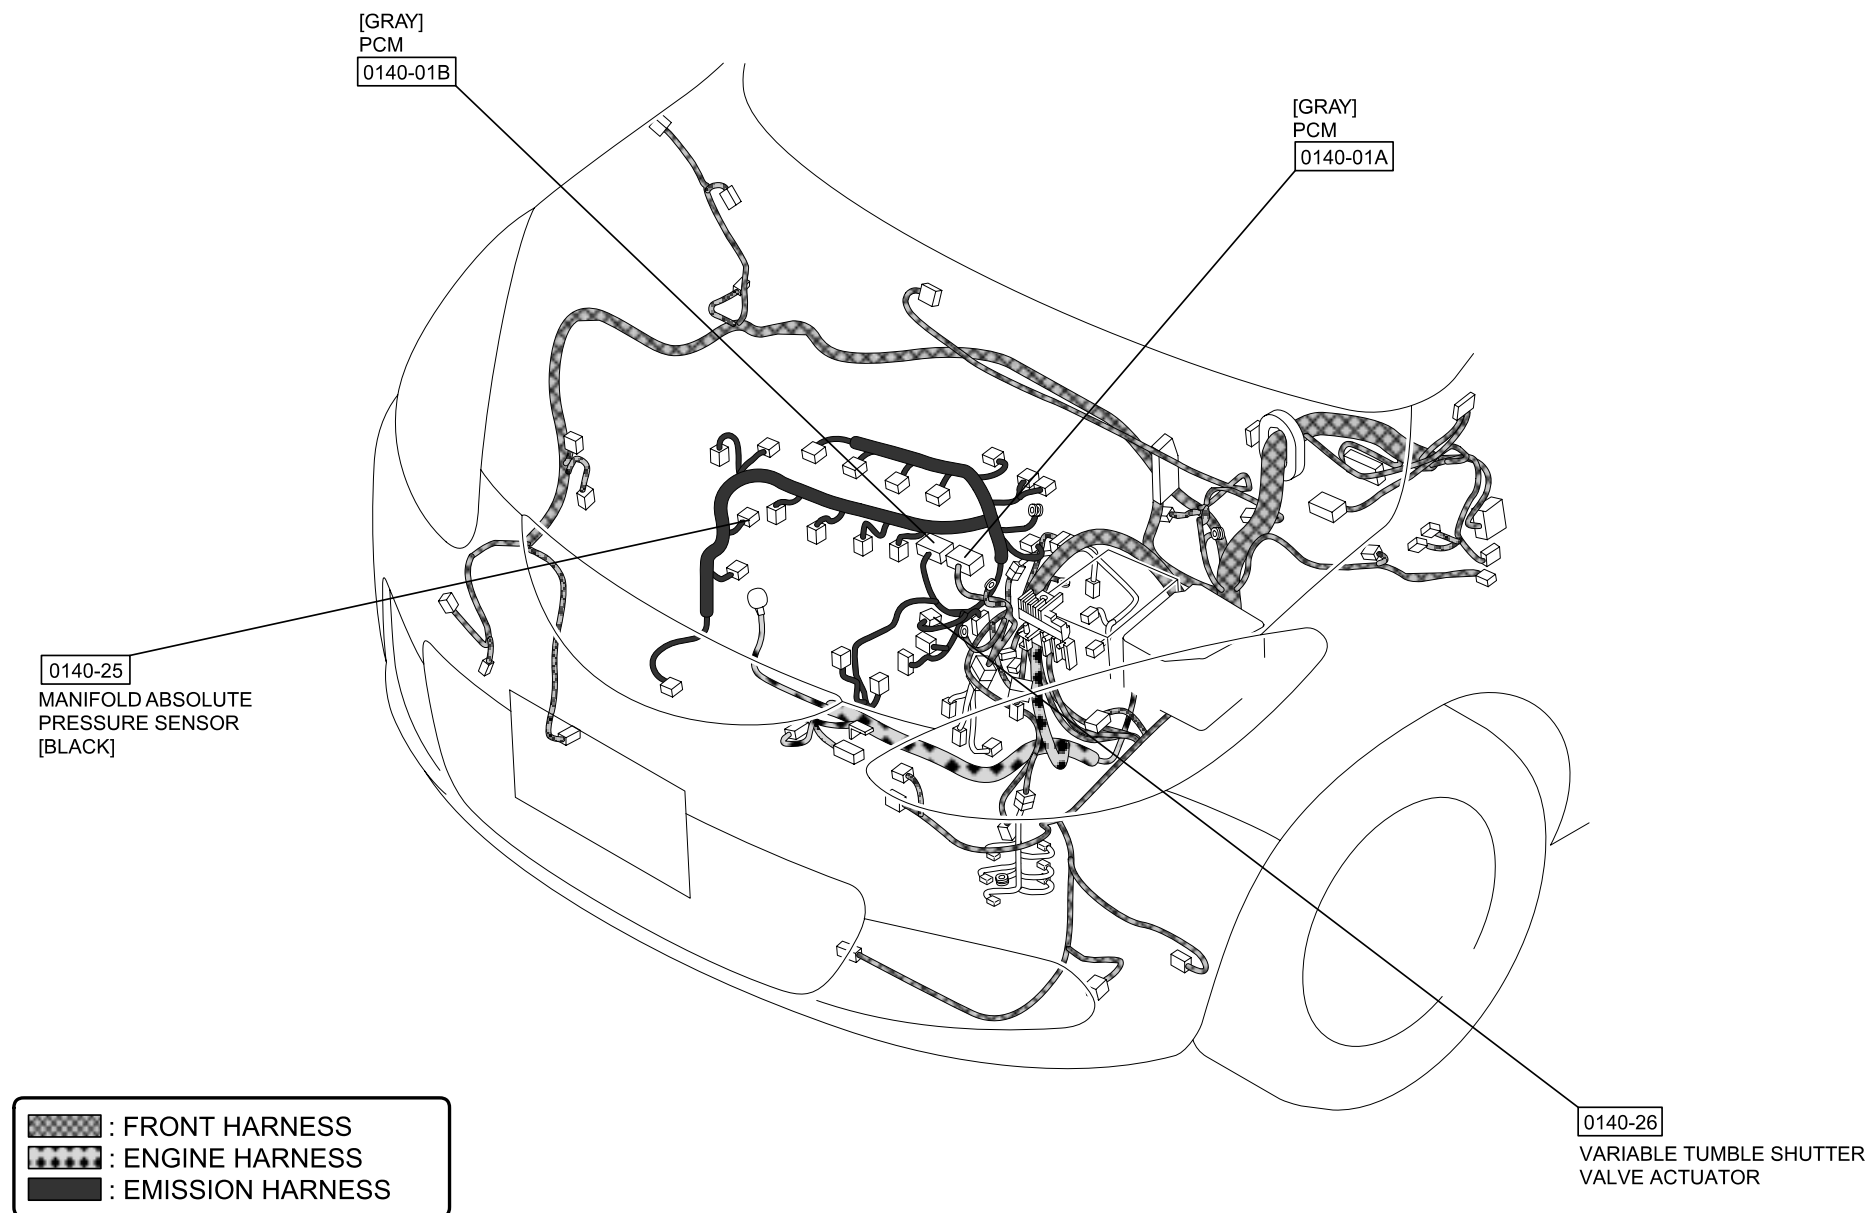 [GRAY]
PCM
0140-01B
[GRAY]
PCM
0140-01A
0140-25
MANIFOLD ABSOLUTE
PRESSURE SENSOR
[BLACK]
0140-26
VARIABLE TUMBLE SHUTTER
VALVE ACTUATOR
: FRONT HARNESS
: ENGINE HARNESS
: EMISSION HARNESS